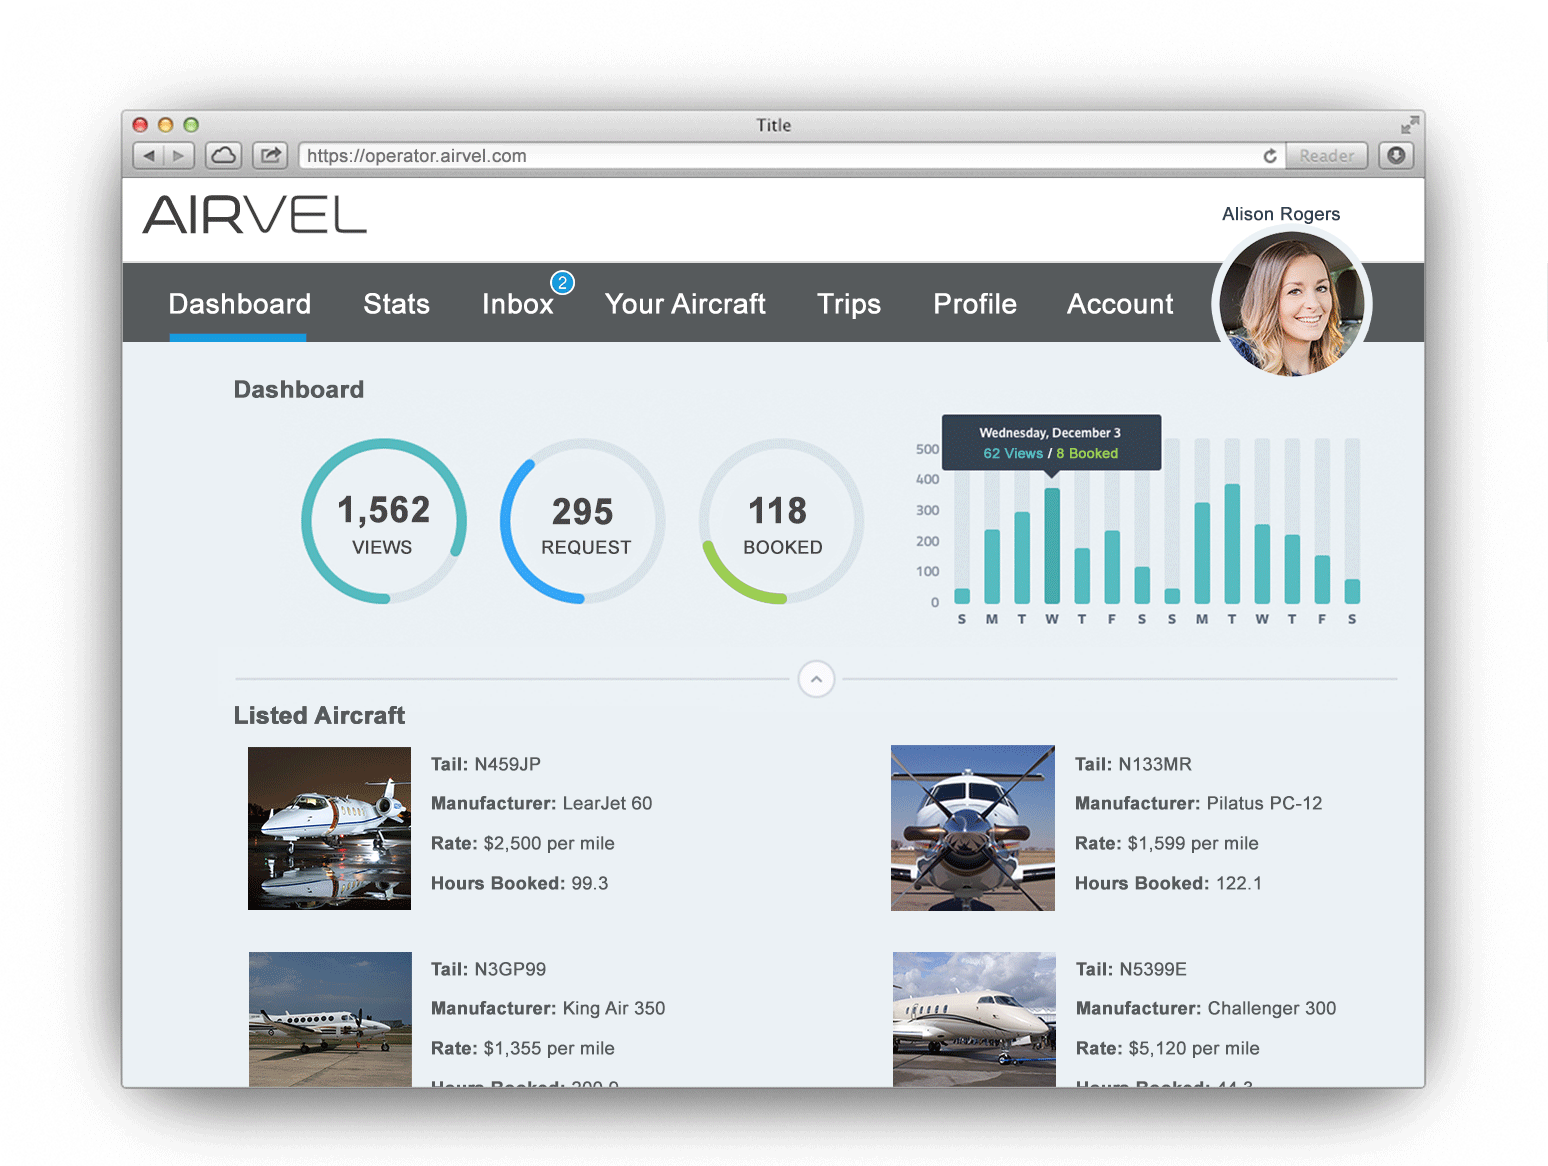 Title
https://operator.airvel.com
Reader
AIRVEL
Alison Rogers
Dashboard Stats Inbox 2 Your Aircraft Trips Profile Account
Dashboard
1,562
VIEWS
295
REQUEST
118
BOOKED
Wednesday, December 3
62 Views / 8 Booked
500
400
300
200
100
0
S M T W T F S S M T W T F S
Listed Aircraft
Tail: N459JP
Manufacturer: LearJet 60
Rate: $2,500 per mile
Hours Booked: 99.3
Tail: N133MR
Manufacturer: Pilatus PC-12
Rate: $1,599 per mile
Hours Booked: 122.1
Tail: N3GP99
Manufacturer: King Air 350
Rate: $1,355 per mile
Hours Booked:
Tail: N5399E
Manufacturer: Challenger 300
Rate: $5,120 per mile
Hours Booked: